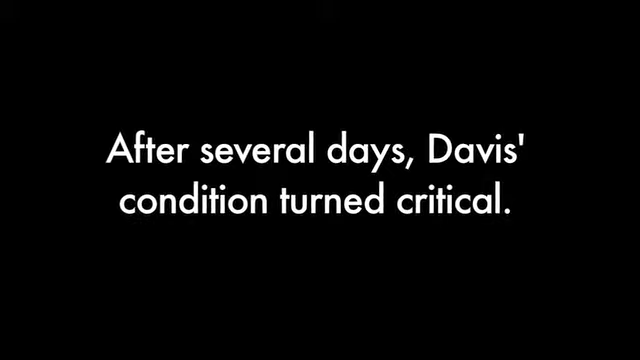 After several days, Davis'
condition turned critical.